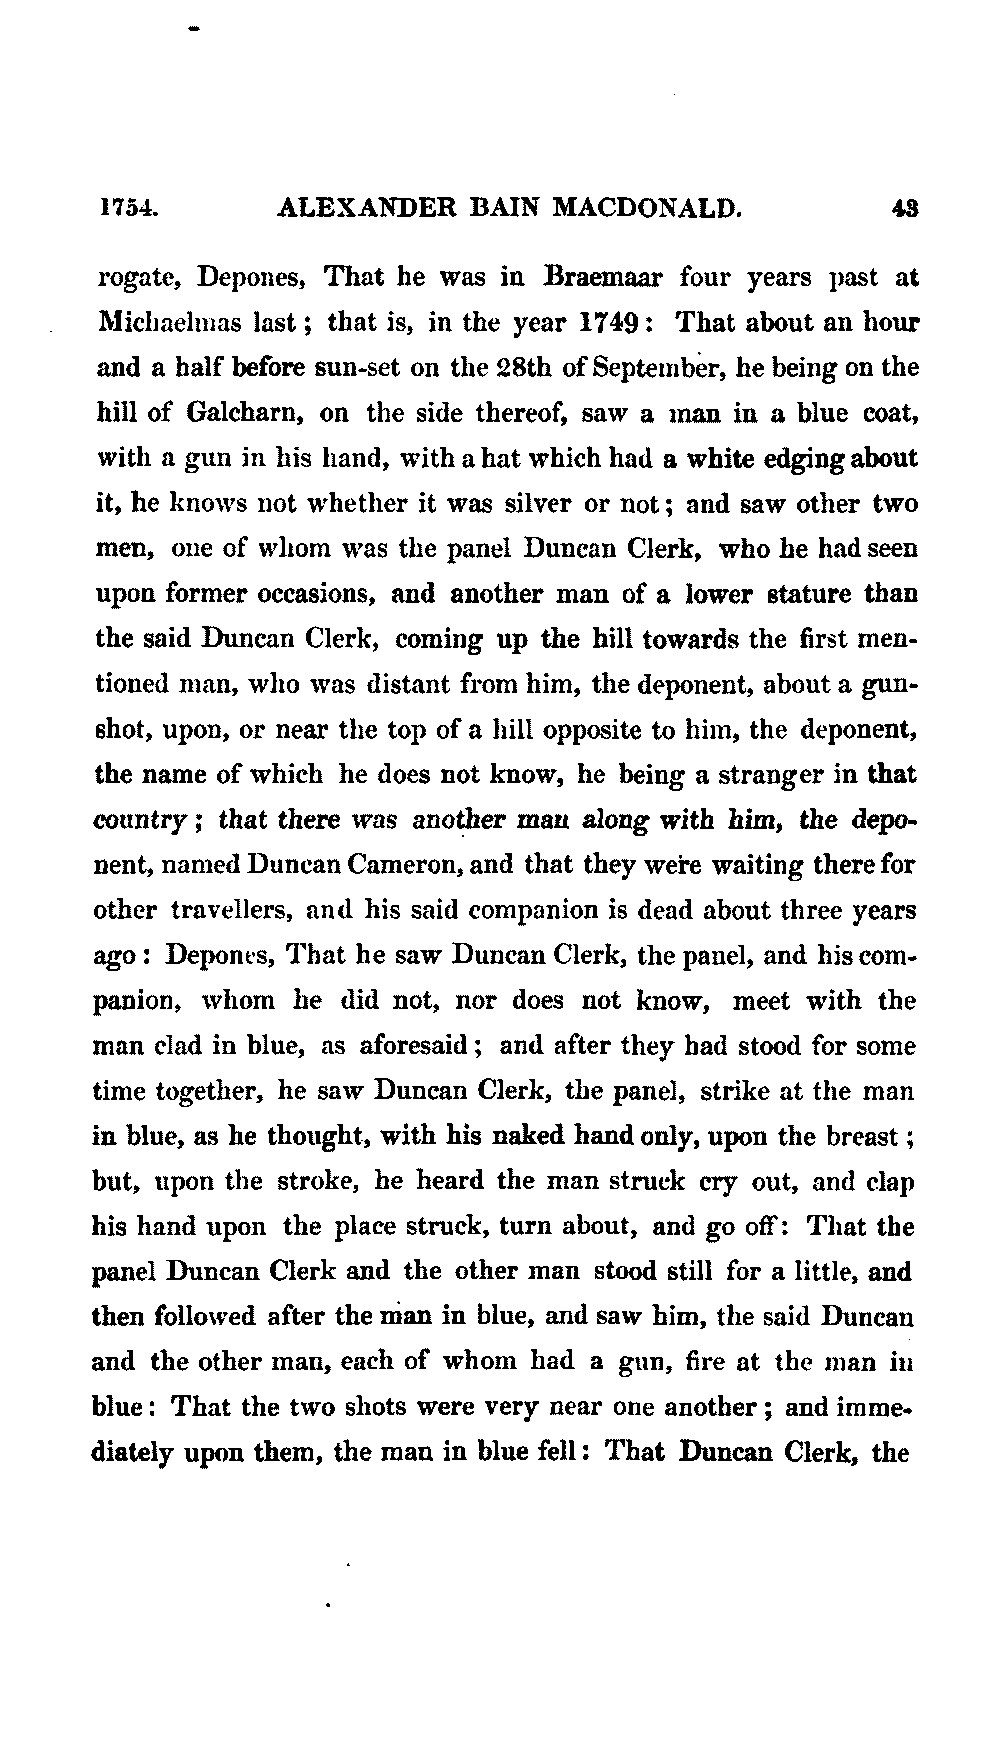 1754. ALEXANDER BAIN MACDONALD. 43
rogate, Depones, That he was in Braemaar four years past at
Michaelmas last ; that is, in the year 1749 : That about an hour
and a half before sun-set on the 28th of September, he being on the
hill of Galcharn, on the side thereof, saw a man in a blue coat,
with a gun in his hand, with a hat which had a white edging about
it, he knows not whether it was silver or not ; and saw other two
men, one of whom was the panel Duncan Clerk, who he had seen
upon former occasions, and another man of a lower stature than
the said Duncan Clerk, coming up the hill towards the first men-
tioned man, who was distant from him, the deponent, about a gun-
shot, upon, or near the top of a hill opposite to him, the deponent,
the name of which he does not know, he being a stranger in that
country ; that there was another man along with him, the depo-
nent, named Duncan Cameron, and that they were waiting there for
other travellers, and his said companion is dead about three years
ago : Depones, That he saw Duncan Clerk, the panel, and his com-
panion, whom he did not, nor does not know, meet with the
man clad in blue, as aforesaid ; and after they had stood for some
time together, he saw Duncan Clerk, the panel, strike at the man
in blue, as he thought, with his naked hand only, upon the breast ;
but, upon the stroke, he heard the man struck cry out, and clap
his hand upon the place struck, turn about, and go off : That the
panel Duncan Clerk and the other man stood still for a little, and
then followed after the man in blue, and saw him, the said Duncan
and the other man, each of whom had a gun, fire at the man in
blue : That the two shots were very near one another ; and imme-
diately upon them, the man in blue fell : That Duncan Clerk, the